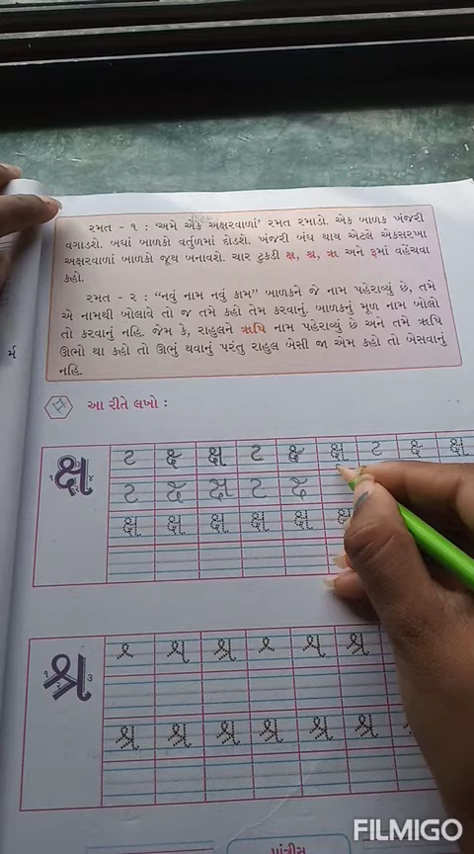 રમત - ૧ : ‘અમે એક અક્ષરવાળાં’ રમત રમાડો. એક બાળક ખંજરી
વગાડશે. બધાં બાળકો વર્તુળમાં દોડશે. ખંજરી બંધ થાય એટલે એકસરખા
અક્ષરવાળાં બાળકો જૂથ બનાવશે. ચાર ટુકડી ક્ષ, શ્ર, ઋ અને રૂમાં વહેંચવા
કહો.
રમત - ૨ : “નવું નામ નવું કામ” બાળકને જે નામ પહેરાવ્યું છે, તમે
એ નામથી બોલાવે તો જ તમે કહો તેમ કરવાનું. બાળકનું મૂળ નામ બોલો
તો કરવાનું નહિ. જેમ કે, રાહુલને ઋષિ નામ પહેરાવ્યું છે અને તમે ઋષિ
ઊભો થા કહો તો ઊભું થવાનું પરંતુ રાહુલ બેસી જા એમ કહો તો બેસવાનું
નહિ.
આ રીતે લખો :
ક્ષ
ક્ષ ક્ષ ક્ષ ક્ષ ક્ષ ક્ષ
શ્ર
શ્ર શ્ર શ્ર શ્ર શ્ર શ્ર
પાંત્રીસ
FILMIGO